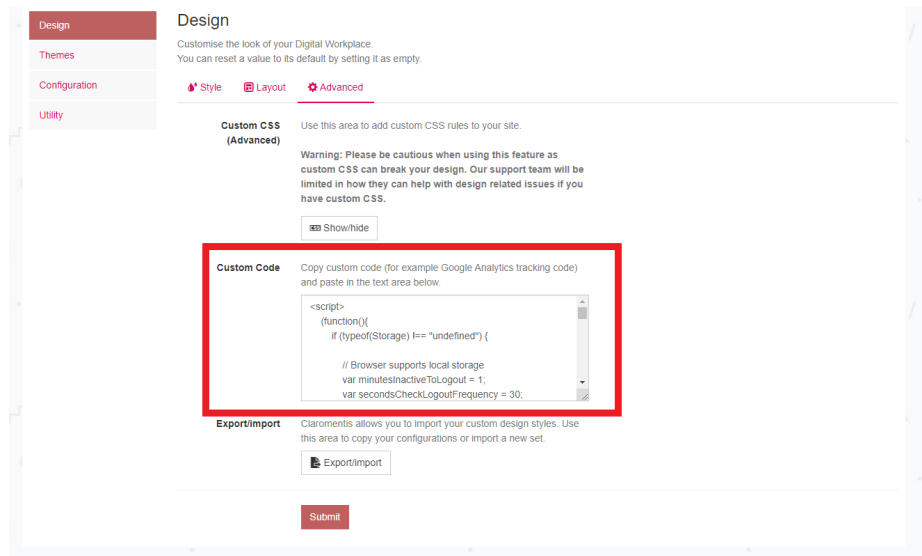 Design
Themes
Configuration
Utility
Design
Customise the look of your Digital Workplace.
You can reset a value to its default by setting it as empty.
Style
Layout
Advanced
Custom CSS
(Advanced)
Use this area to add custom CSS rules to your site.
Warning: Please be cautious when using this feature as
custom CSS can break your design. Our support team will be
limited in how they can help with design related issues if you
have custom CSS.
CSS Show/hide
Custom Code
Copy custom code (for example Google Analytics tracking code)
and paste in the text area below.
<script>
(function(){
if (typeof(Storage) !== "undefined") {
// Browser supports local storage
var minutesInactiveToLogout = 1;
var secondsCheckLogoutFrequency = 30;
Export/import
Claromentis allows you to import your custom design styles. Use
this area to copy your configurations or import a new set.
Export/import
Submit